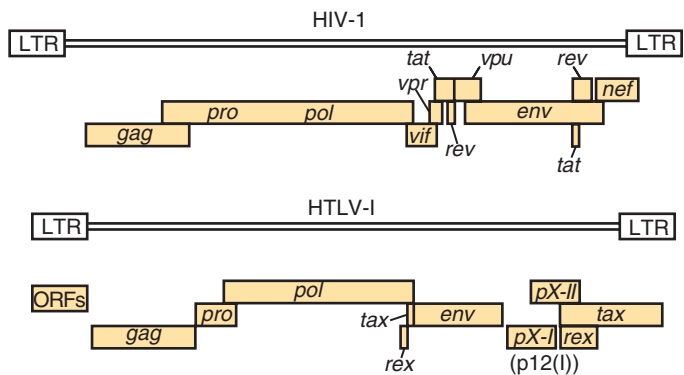 HIV-1
LTR LTR
tat vpu rev
vpr nef
pro pol env
gag vif rev
tat
HTLV-I
LTR LTR
ORFs pol pX-II
pro tax env tax
gag rex pX-I rex
(p12(I))